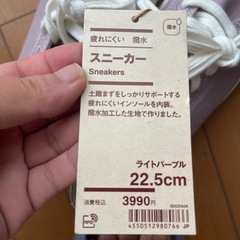 撥水
疲れにくい 撥水
スニーカー
Sneakers
土踏まずをしっかりサポートする
疲れにくいインソールを内装。
撥水加工した生地で作りました。
ライトパープル
22.5cm
消費税込 3990円
4550512980766 JP